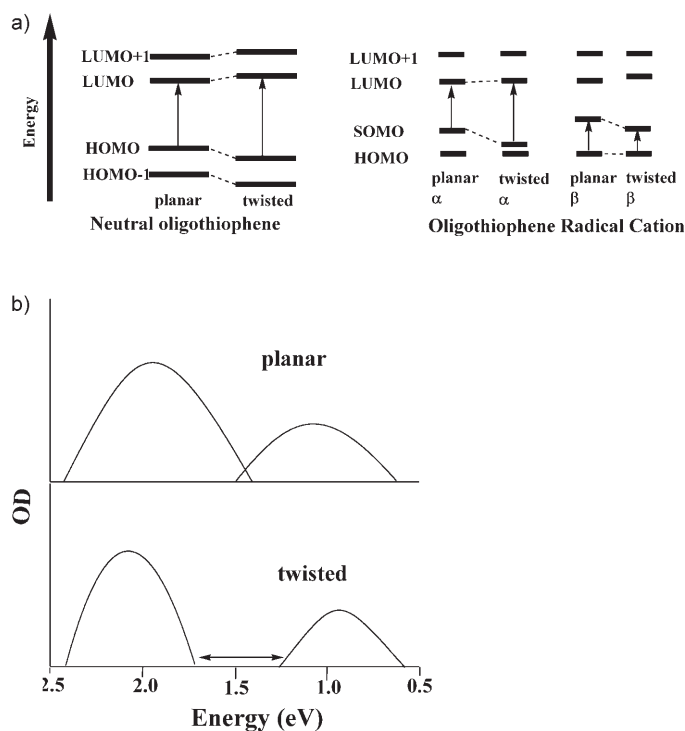 a)
Energy
LUMO+1
LUMO
HOMO
HOMO-1
planar twisted
Neutral oligothiophene
LUMO+1
LUMO
SOMO
HOMO
planar twisted planar twisted
α α β β
Oligothiophene Radical Cation
b)
planar
OD
twisted
2.5 2.0 1.5 1.0 0.5
Energy (eV)